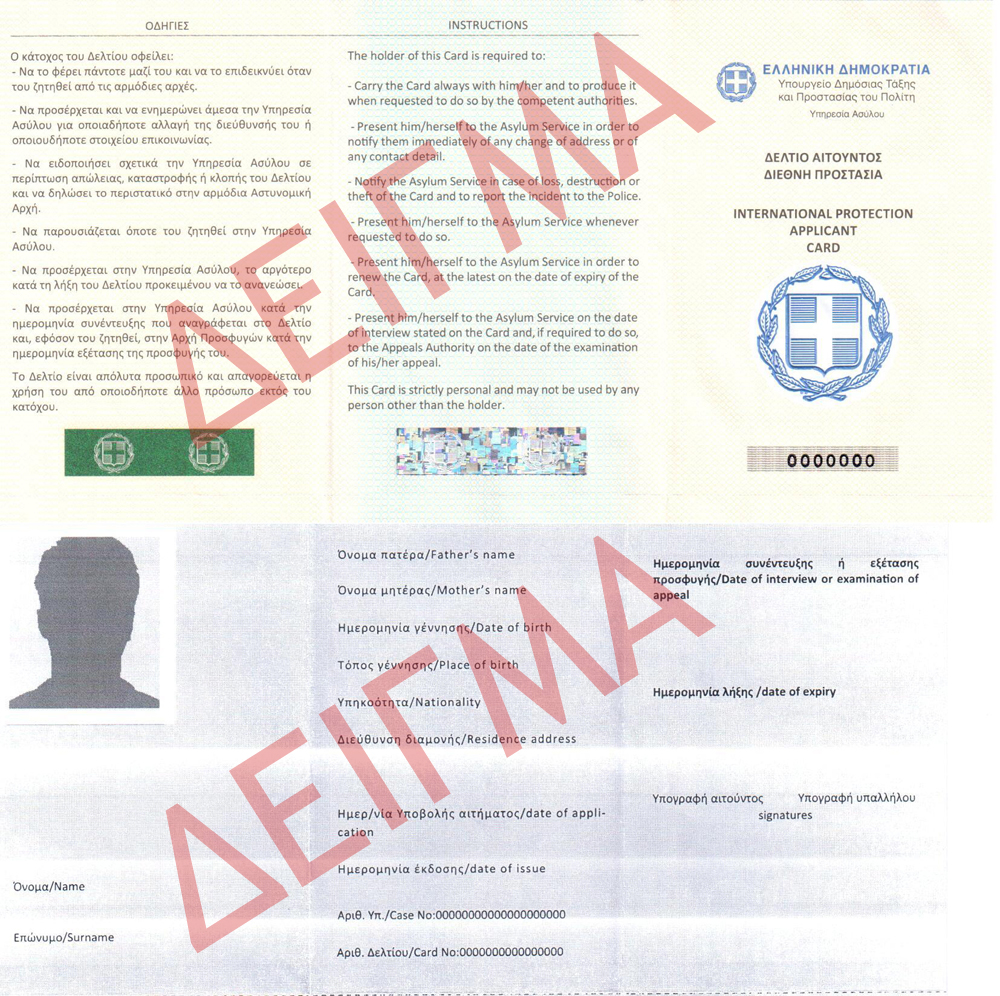 ΟΔΗΓΙΕΣ
Ο κάτοχος του Δελτίου οφείλει:
- Να το φέρει πάντοτε μαζί του και να το επιδεικνύει όταν
του ζητηθεί από τις αρμόδιες αρχές.
- Να προσέρχεται και να ενημερώνει άμεσα την Υπηρεσία
Ασύλου για οποιαδήποτε αλλαγή της διεύθυνσής του ή
οποιουδήποτε στοιχείου επικοινωνίας.
- Να ειδοποιήσει σχετικά την Υπηρεσία Ασύλου σε
περίπτωση απώλειας, καταστροφής ή κλοπής του Δελτίου
και να δηλώσει το περιστατικό στην αρμόδια Αστυνομική
Αρχή.
- Να παρουσιάζεται όποτε του ζητηθεί στην Υπηρεσία
Ασύλου.
- Να προσέρχεται στην Υπηρεσία Ασύλου, το αργότερο
κατά τη λήξη του Δελτίου προκειμένου να το ανανεώσει.
- Να προσέρχεται στην Υπηρεσία Ασύλου κατά την
ημερομηνία συνέντευξης που αναγράφεται στο Δελτίο
και, εφόσον του ζητηθεί, στην Αρχή Προσφυγών κατά την
ημερομηνία εξέτασης της προσφυγής του.
Το Δελτίο είναι απόλυτα προσωπικό και απαγορεύεται η
χρήση του από οποιοδήποτε άλλο πρόσωπο εκτός του
κατόχου.
INSTRUCTIONS
The holder of this Card is required to:
- Carry the Card always with him/her and to produce it
when requested to do so by the competent authorities.
- Present him/herself to the Asylum Service in order to
notify them immediately of any change of address or of
any contact detail.
- Notify the Asylum Service in case of loss, destruction or
theft of the Card and to report the incident to the Police.
- Present him/herself to the Asylum Service whenever
requested to do so.
- Present him/herself to the Asylum Service in order to
renew the Card, at the latest on the date of expiry of the
Card.
- Present him/herself to the Asylum Service on the date
of interview stated on the Card and, if required to do so,
to the Appeals Authority on the date of the examination
of his/her appeal.
This Card is strictly personal and may not be used by any
person other than the holder.
ΕΛΛΗΝΙΚΗ ΔΗΜΟΚΡΑΤΙΑ
Υπουργείο Δημόσιας Τάξης
και Προστασίας του Πολίτη
Υπηρεσία Ασύλου
ΔΕΛΤΙΟ ΑΙΤΟΥΝΤΟΣ
ΔΙΕΘΝΗ ΠΡΟΣΤΑΣΙΑ
INTERNATIONAL PROTECTION
APPLICANT
CARD
0000000
ΔΕΙΓΜΑ
Όνομα/Name
Επώνυμο/Surname
Όνομα πατέρα/Father's name
Όνομα μητέρας/Mother's name
Ημερομηνία γέννησης/Date of birth
Τόπος γέννησης/Place of birth
Υπηκοότητα/Nationality
Διεύθυνση διαμονής/Residence address
Ημερ/νία Υποβολής αιτήματος/date of appli-
cation
Ημερομηνία έκδοσης/date of issue
Αριθ. Υπ./Case No:00000000000000000000
Αριθ. Δελτίου/Card No:0000000000000000
Ημερομηνία συνέντευξης ή εξέτασης
προσφυγής/Date of interview or examination of
appeal
Ημερομηνία λήξης /date of expiry
Υπογραφή αιτούντος Υπογραφή υπαλλήλου
signatures
ΔΕΙΓΜΑ